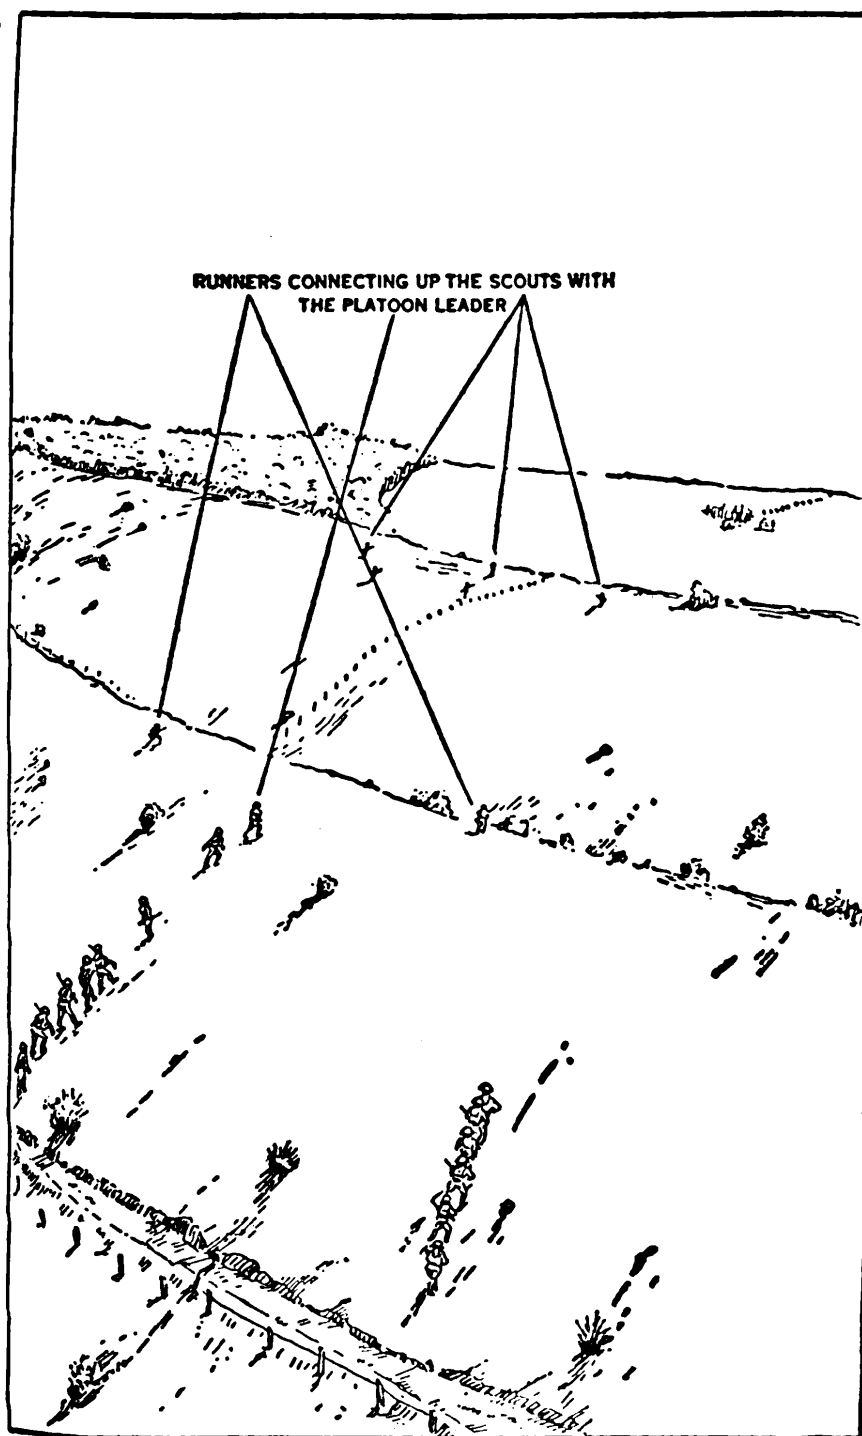 RUNNERS CONNECTING UP THE SCOUTS WITH
THE PLATOON LEADER